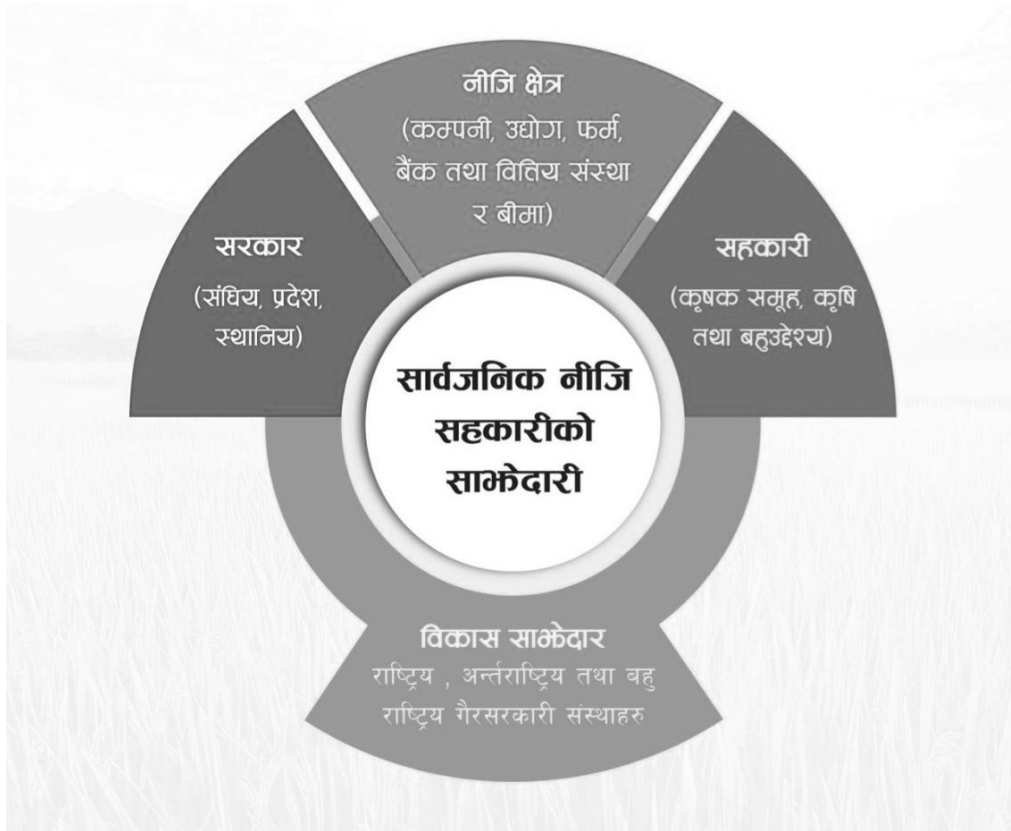 नीजि क्षेत्र
(कम्पनी, उद्योग, फर्म,
बैंक तथा वित्तिय संस्था
र बीमा)
सरकार
(संघिय, प्रदेश,
स्थानिय)
सहकारी
(कृषक समूह, कृषि
तथा बहुउद्देश्य)
सार्वजनिक नीजि
सहकारीको
साझेदारी
विकास साझेदार
राष्ट्रिय , अर्न्तराष्ट्रिय तथा बहु
राष्ट्रिय गैरसरकारी संस्थाहरु